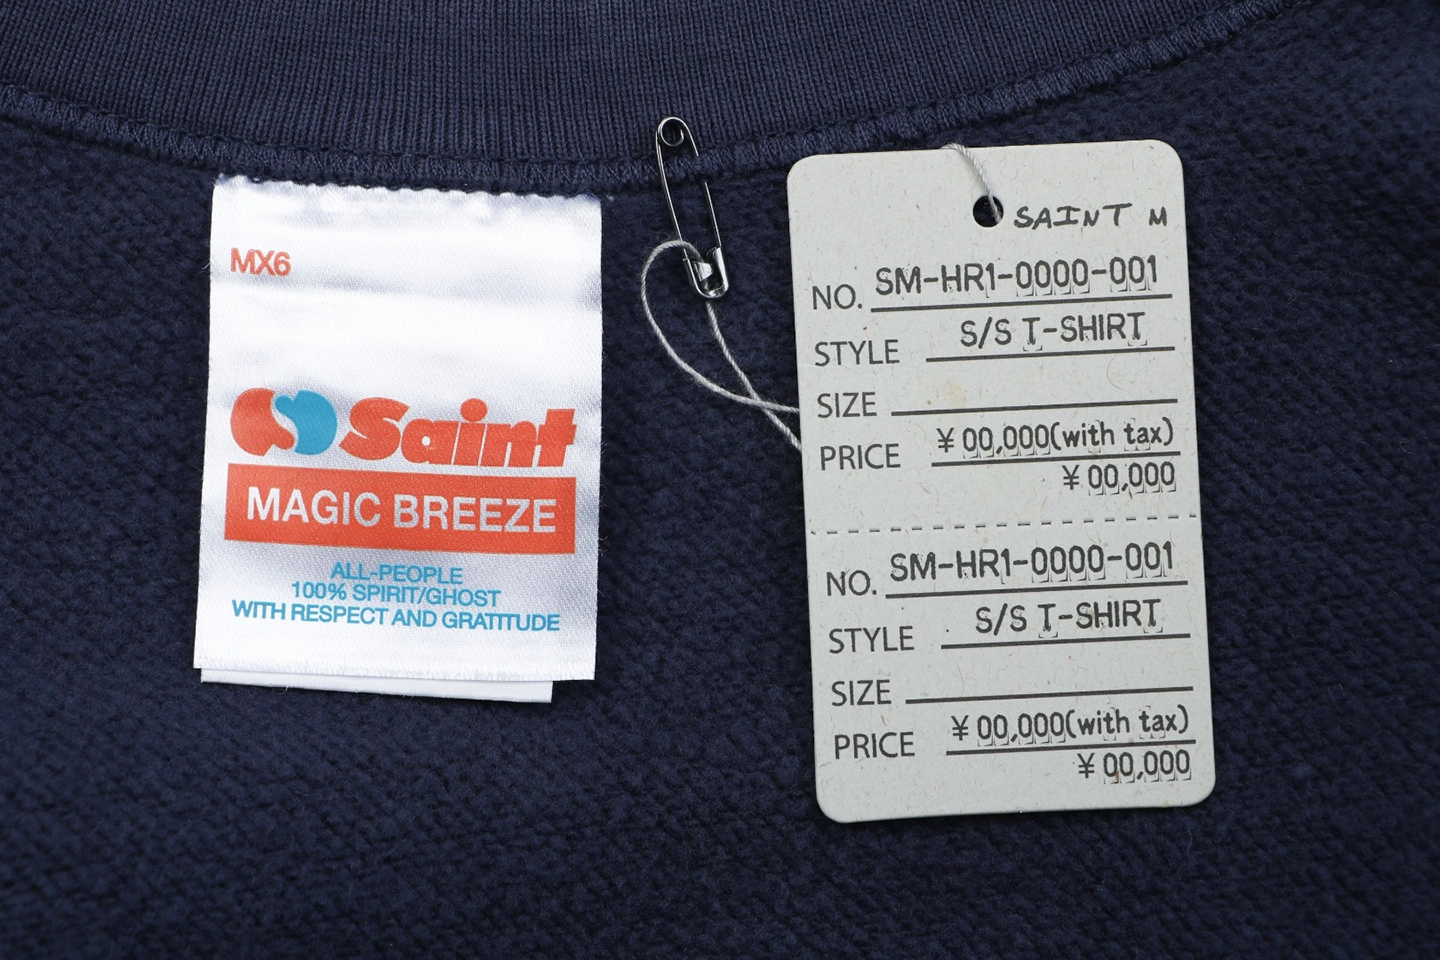 MX6
Saint
MAGIC BREEZE
ALL-PEOPLE
100% SPIRIT/GHOST
WITH RESPECT AND GRATITUDE
SAINT M
NO. SM-HR1-0000-001
STYLE S/S T-SHIRT
SIZE
PRICE ¥ 00,000(with tax)
¥ 00,000
NO. SM-HR1-0000-001
STYLE S/S T-SHIRT
SIZE
PRICE ¥ 00,000(with tax)
¥ 00,000